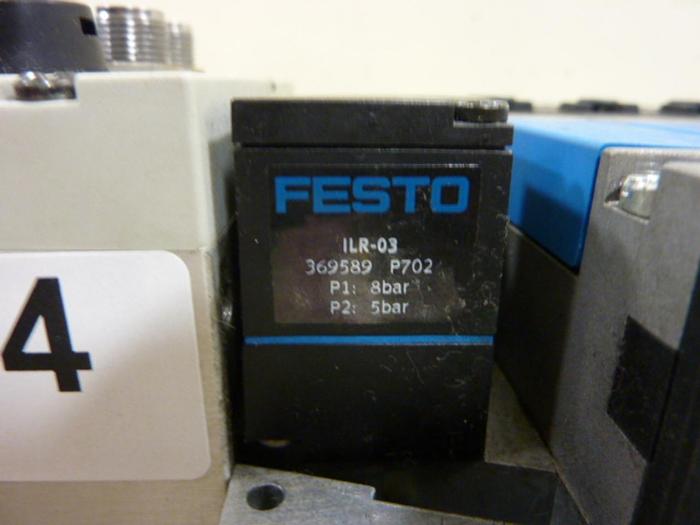 FESTO
ILR-03
369589 P702
P1: 8bar
P2: 5bar
4